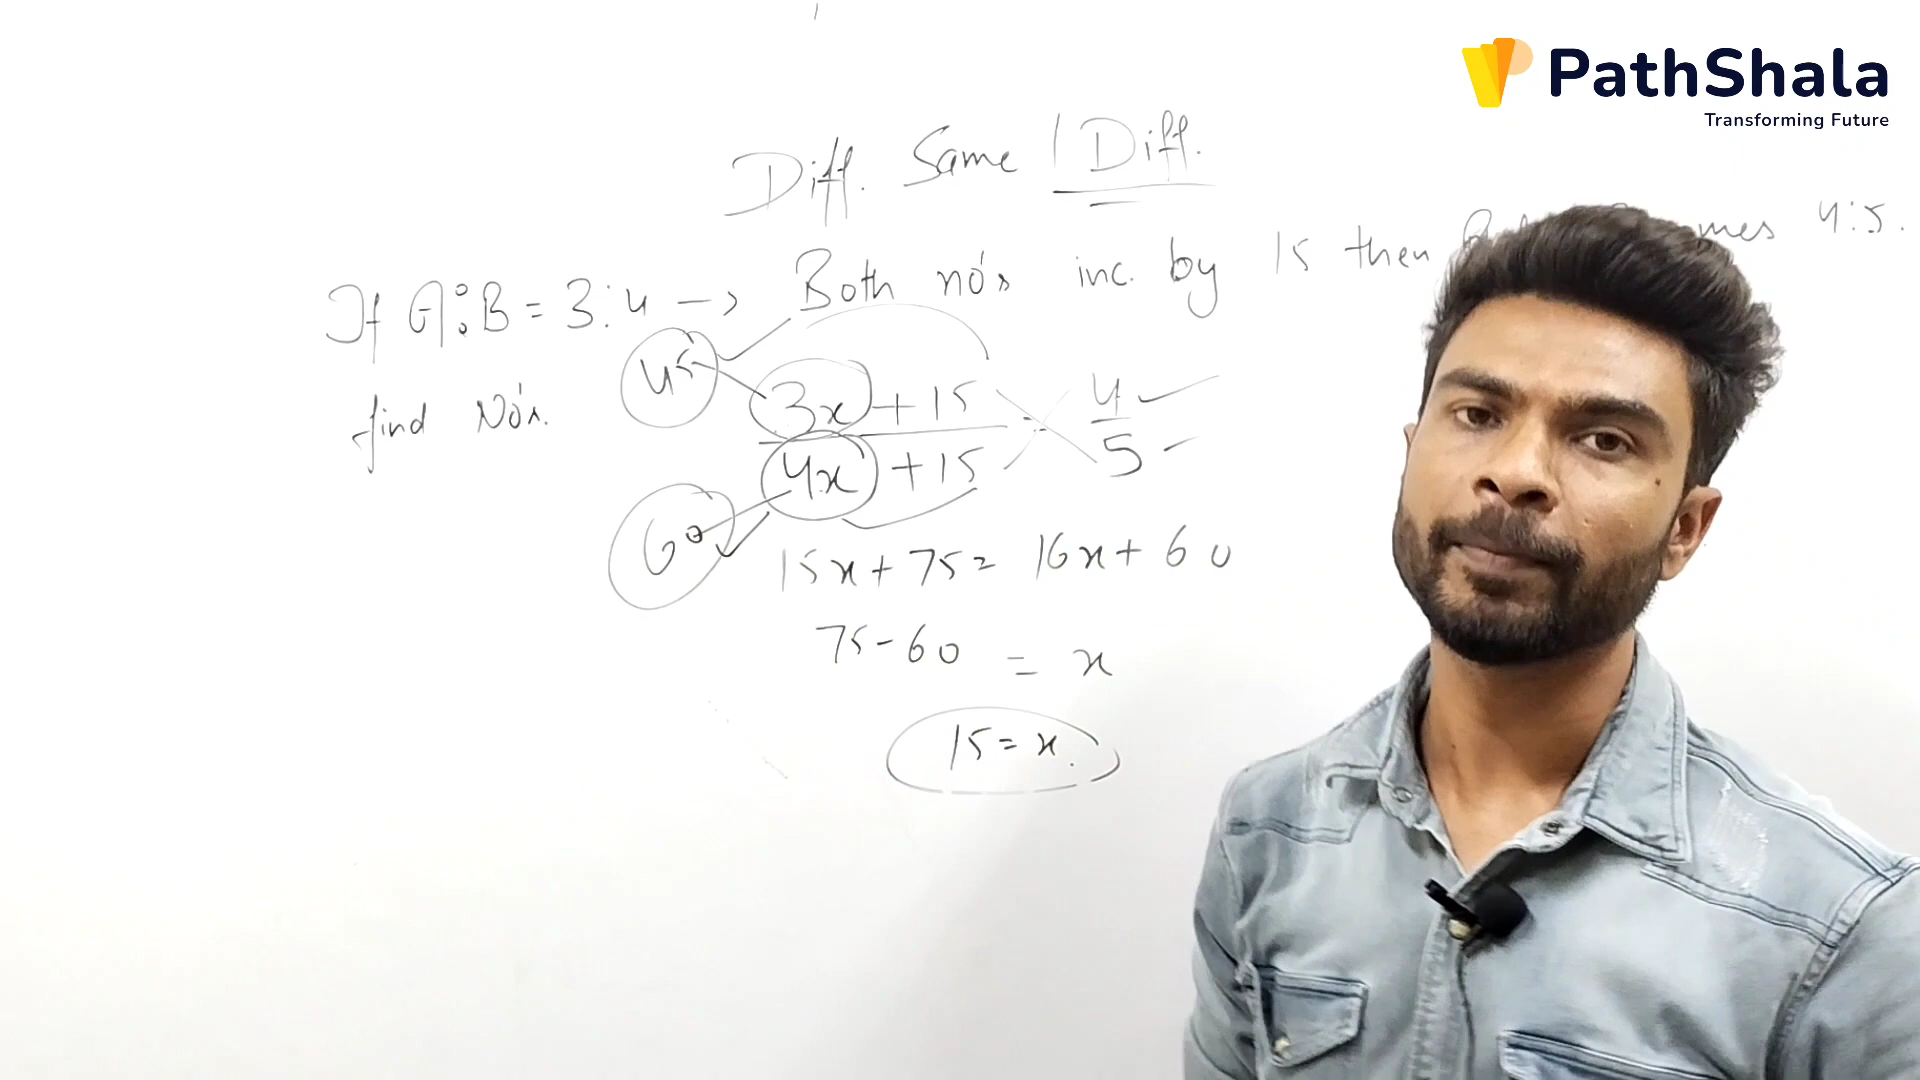 PathShala
Transforming Future
Diff. Same | Diff.
If A:B = 3:4 -> Both no's inc. by 15 then 4:5.
find No's.
45
3x + 15 = 4
4x + 15 5
60
15x + 75 = 16x + 60
75 - 60 = x
15 = x.